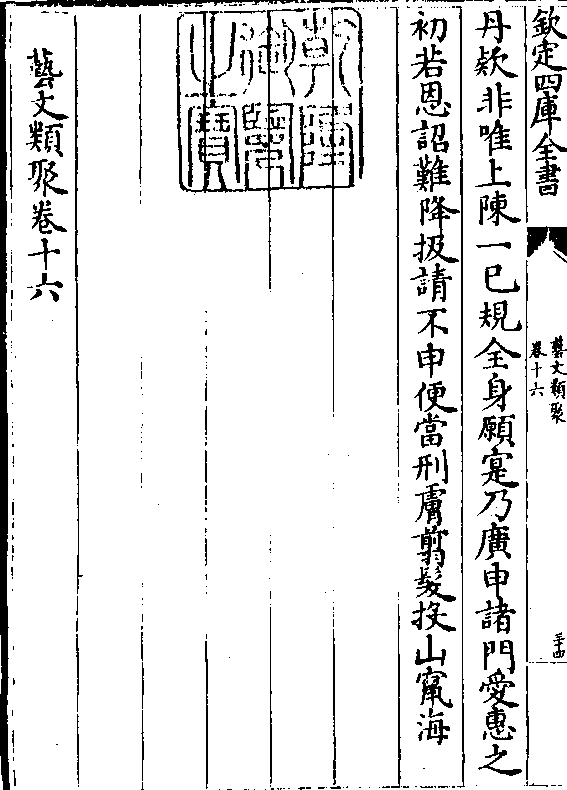 欽定四庫全書
藝文類聚
卷十六
三十四
丹欵非唯上陳一已規全身願寔乃廣申諸門愛惠之
初若恩詔難降扱請不申便當刑膚翦髮投山竄海
乾隆御覽之寶
藝文類聚卷十六